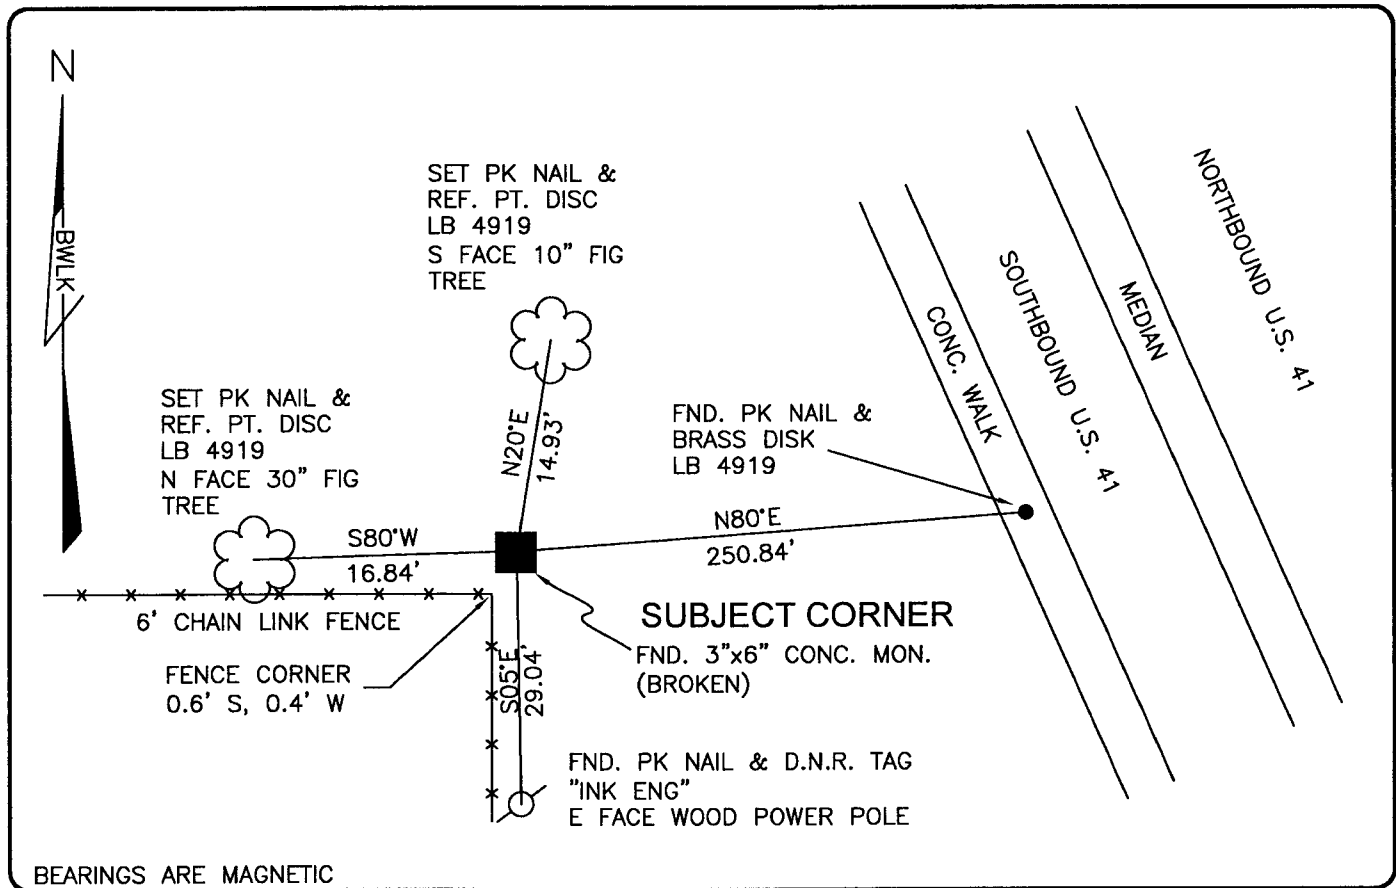 N
BWLK
SET PK NAIL &
REF. PT. DISC
LB 4919
S FACE 10" FIG
TREE
NORTHBOUND U.S. 41
SOUTHBOUND U.S. 41
MEDIAN
CONC. WALK
SET PK NAIL &
REF. PT. DISC
LB 4919
N FACE 30" FIG
TREE
N20°E
14.93'
FND. PK NAIL &
BRASS DISK
LB 4919
S80°W
16.84'
N80°E
250.84'
6' CHAIN LINK FENCE
SUBJECT CORNER
FND. 3"x6" CONC. MON.
(BROKEN)
FENCE CORNER
0.6' S, 0.4' W
S05°E
29.04'
FND. PK NAIL & D.N.R. TAG
"INK ENG"
E FACE WOOD POWER POLE
BEARINGS ARE MAGNETIC